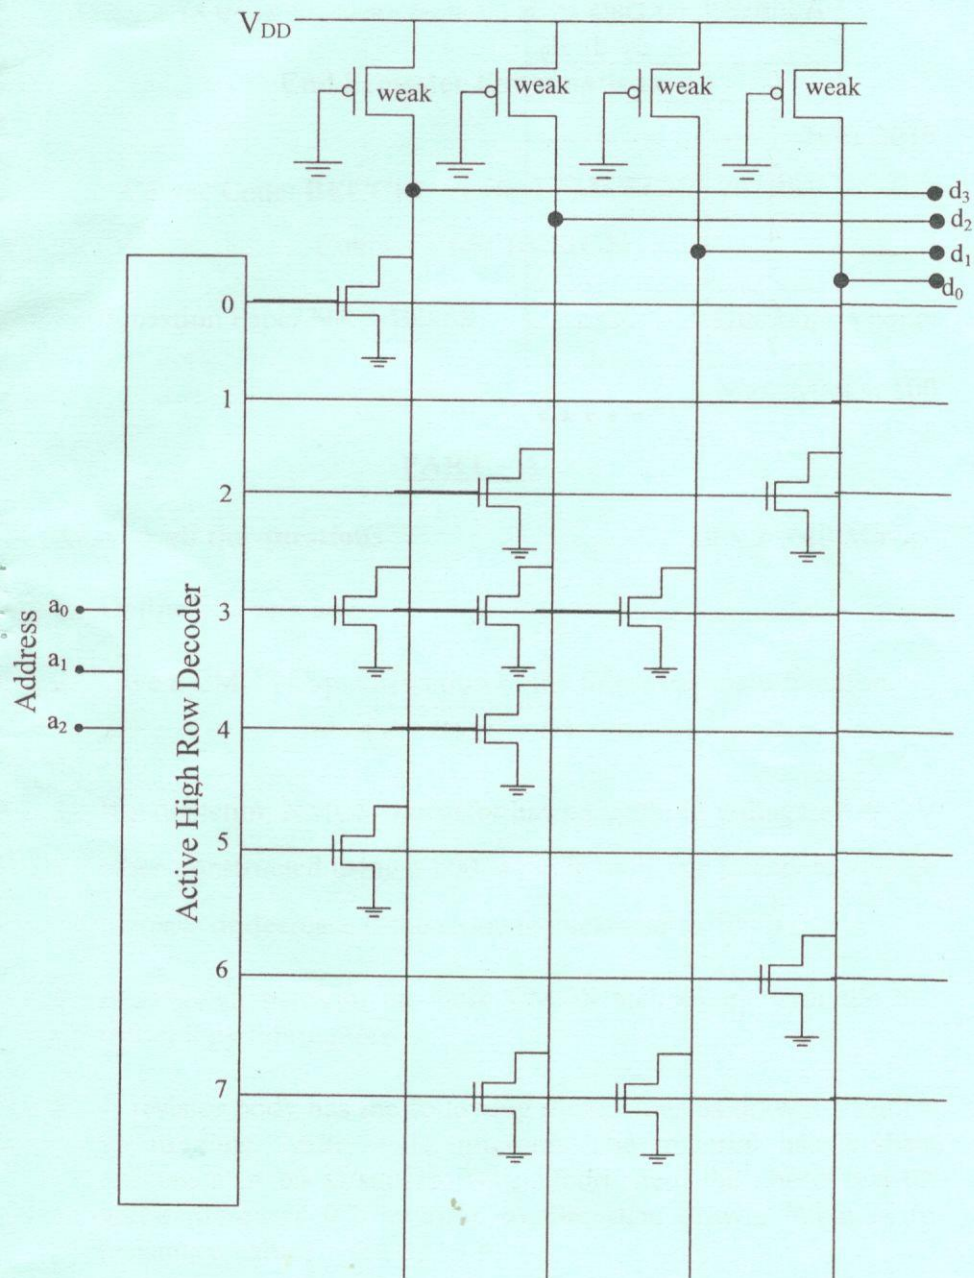 V_DD
weak weak weak weak
d₃
d₂
d₁
d₀
0
1
2
3
4
5
6
7
Address
a₀
a₁
a₂
Active High Row Decoder